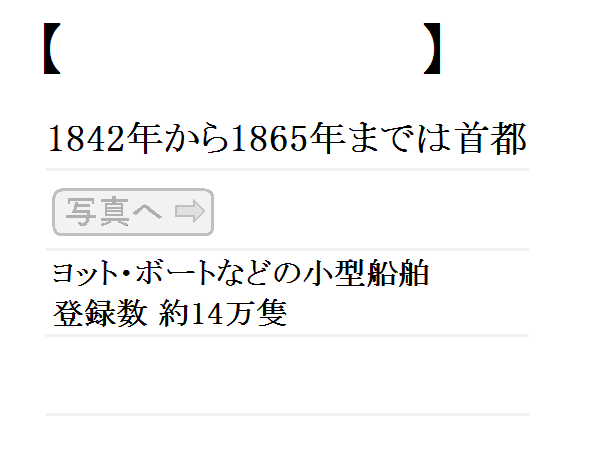 【　　　　　　　】
1842年から1865年までは首都
写真へ ⇨
ヨット・ボートなどの小型船舶
登録数 約14万隻